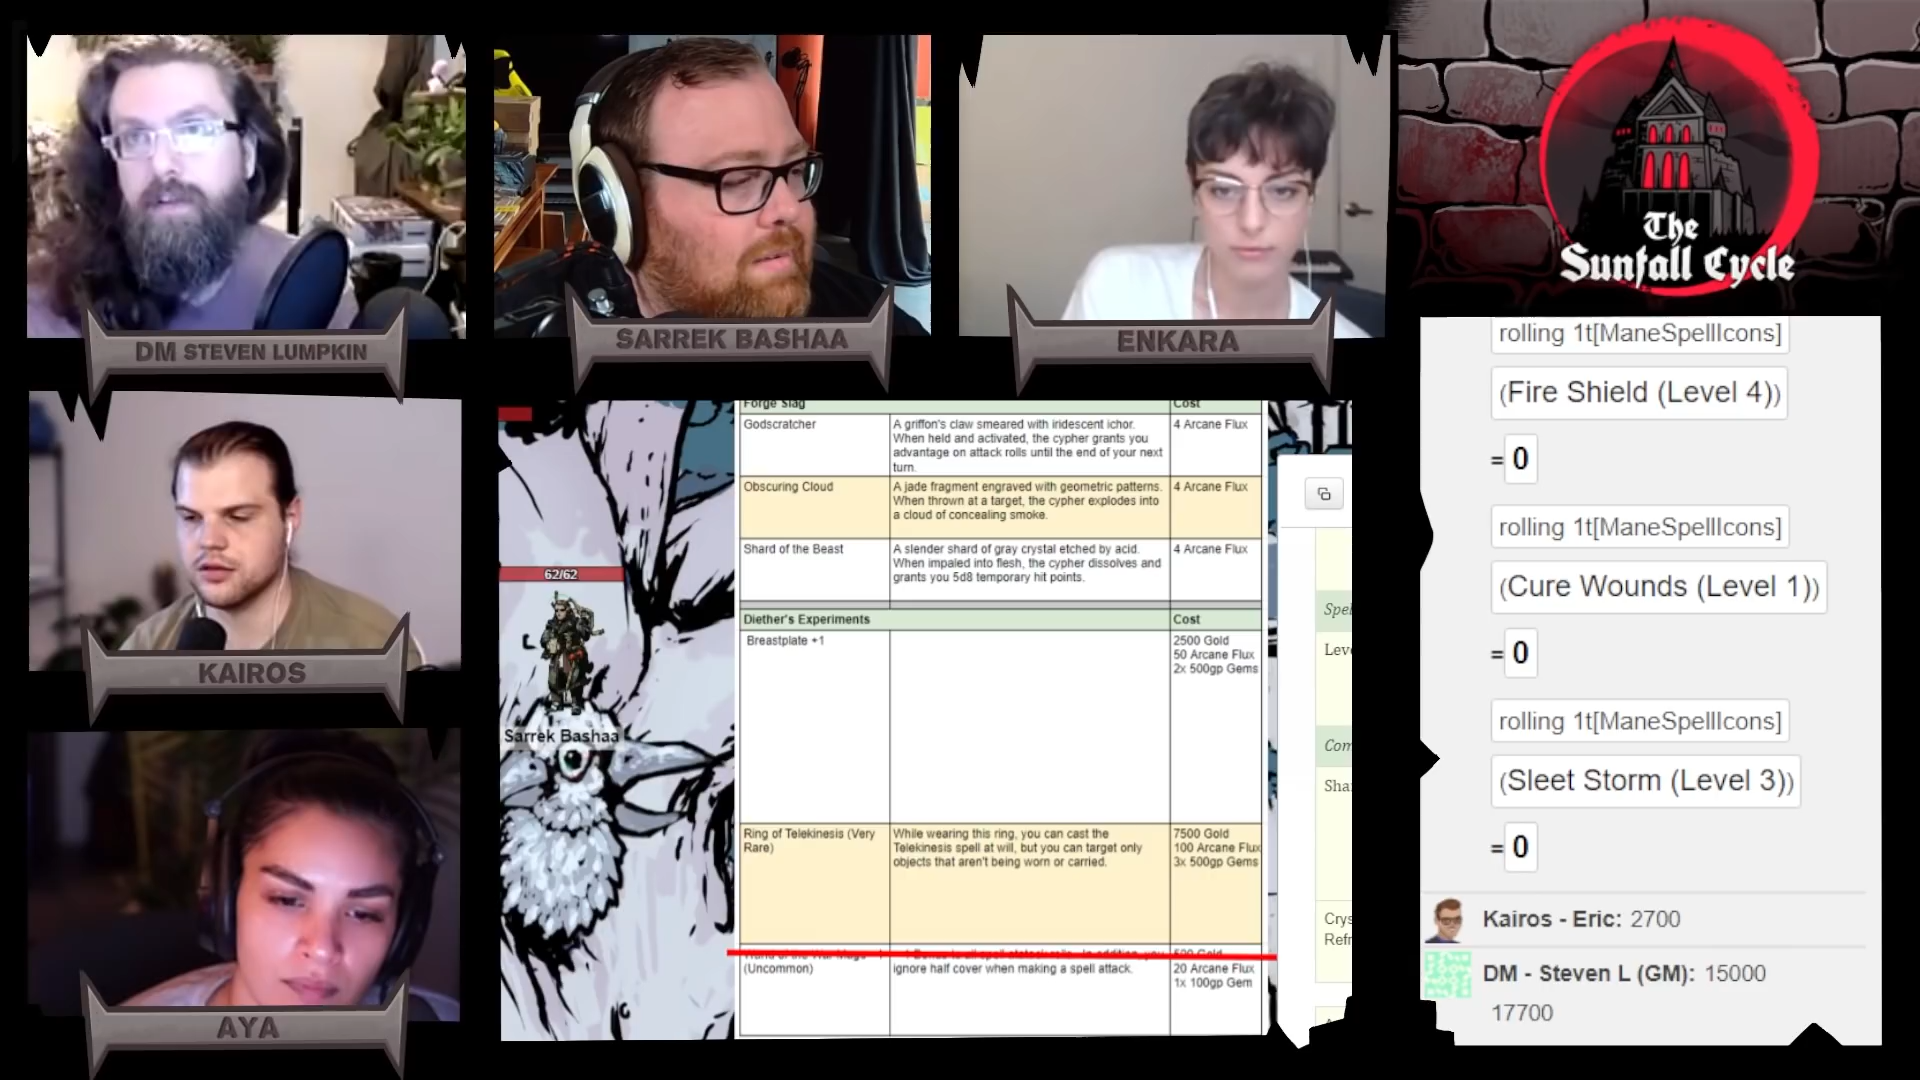 DM STEVEN LUMPKIN
SARREK BASHAA
ENKARA
The
Sunfall Cycle
KAIROS
AYA
62/62
Sarrek Bashaa
Forge Slag
Cost
Godscratcher
A griffon's claw smeared with iridescent ichor.
When held and activated, the cypher grants you
advantage on attack rolls until the end of your next
turn.
4 Arcane Flux
Obscuring Cloud
A jade fragment engraved with geometric patterns.
When thrown at a target, the cypher explodes into
a cloud of concealing smoke.
4 Arcane Flux
Shard of the Beast
A slender shard of gray crystal etched by acid.
When impaled into flesh, the cypher dissolves and
grants you 5d8 temporary hit points.
4 Arcane Flux
Diether's Experiments
Cost
Breastplate +1
2500 Gold
50 Arcane Flux
2x 500gp Gems
Ring of Telekinesis (Very
Rare)
While wearing this ring, you can cast the
Telekinesis spell at will, but you can target only
objects that aren't being worn or carried.
7500 Gold
100 Arcane Flux
3x 500gp Gems
(Uncommon)
ignore half cover when making a spell attack.
500 Gold
20 Arcane Flux
1x 100gp Gem
Spel
Leve
Com
Sha
Crys
Refr
rolling 1t[ManeSpellIcons]
(Fire Shield (Level 4))
= 0
rolling 1t[ManeSpellIcons]
(Cure Wounds (Level 1))
= 0
rolling 1t[ManeSpellIcons]
(Sleet Storm (Level 3))
= 0
Kairos - Eric: 2700
DM - Steven L (GM): 15000
17700